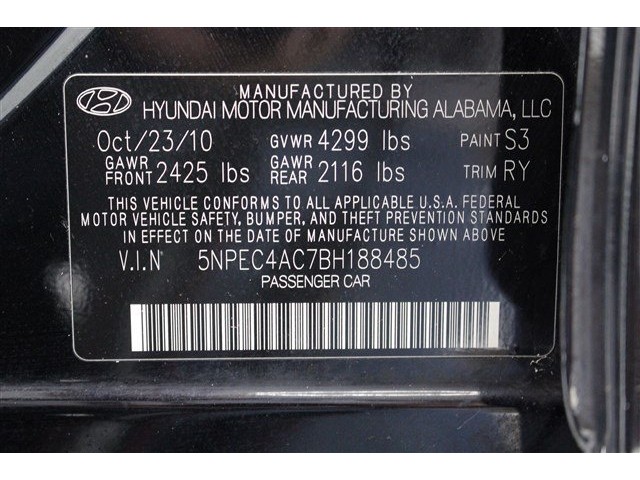 MANUFACTURED BY
HYUNDAI MOTOR MANUFACTURING ALABAMA, LLC
Oct/23/10 GVWR 4299 lbs PAINT S3
GAWR FRONT 2425 lbs GAWR REAR 2116 lbs TRIM RY
THIS VEHICLE CONFORMS TO ALL APPLICABLE U.S.A. FEDERAL
MOTOR VEHICLE SAFETY, BUMPER, AND THEFT PREVENTION STANDARDS
IN EFFECT ON THE DATE OF MANUFACTURE SHOWN ABOVE
V.I.N 5NPEC4AC7BH188485
PASSENGER CAR